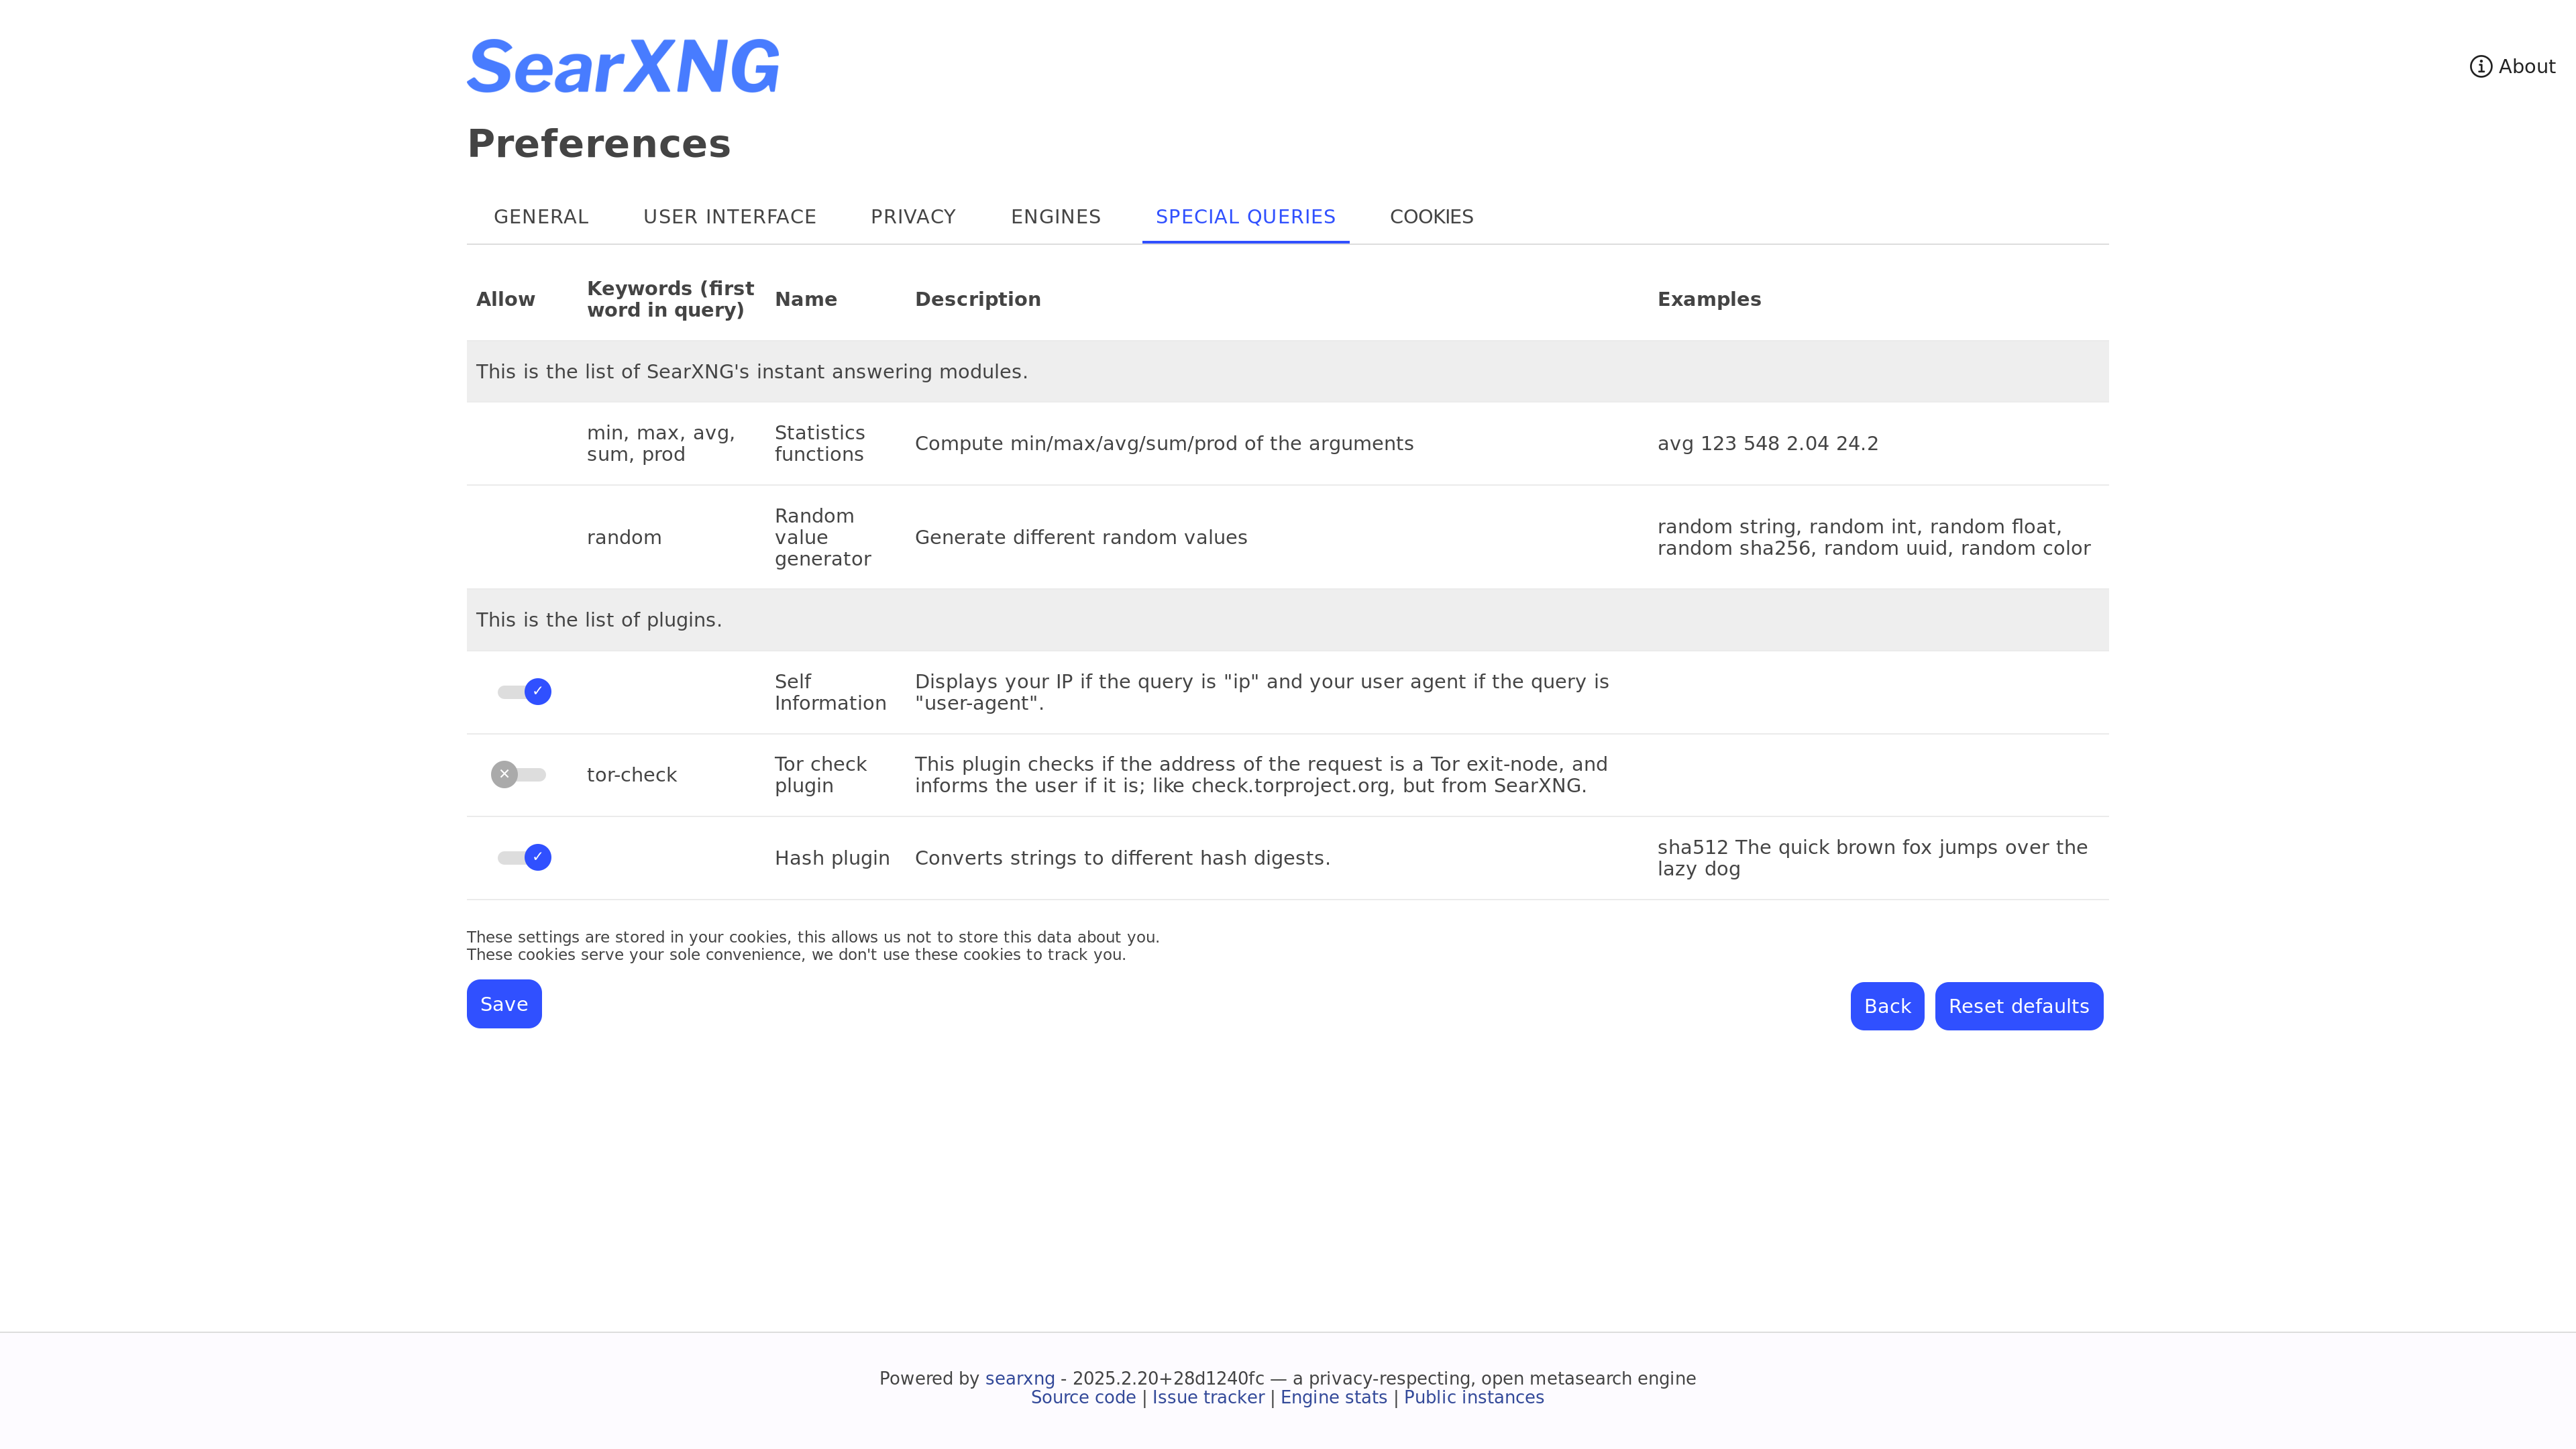 SearXNG
About
Preferences
GENERAL
USER INTERFACE
PRIVACY
ENGINES
SPECIAL QUERIES
COOKIES
Allow
Keywords (first
word in query)
Name
Description
Examples
This is the list of SearXNG's instant answering modules.
min, max, avg,
sum, prod
Statistics
functions
Compute min/max/avg/sum/prod of the arguments
avg 123 548 2.04 24.2
random
Random
value
generator
Generate different random values
random string, random int, random float,
random sha256, random uuid, random color
This is the list of plugins.
Self
Information
Displays your IP if the query is "ip" and your user agent if the query is
"user-agent".
tor-check
Tor check
plugin
This plugin checks if the address of the request is a Tor exit-node, and
informs the user if it is; like check.torproject.org, but from SearXNG.
Hash plugin
Converts strings to different hash digests.
sha512 The quick brown fox jumps over the
lazy dog
These settings are stored in your cookies, this allows us not to store this data about you.
These cookies serve your sole convenience, we don't use these cookies to track you.
Save
Back
Reset defaults
Powered by searxng - 2025.2.20+28d1240fc — a privacy-respecting, open metasearch engine
Source code | Issue tracker | Engine stats | Public instances